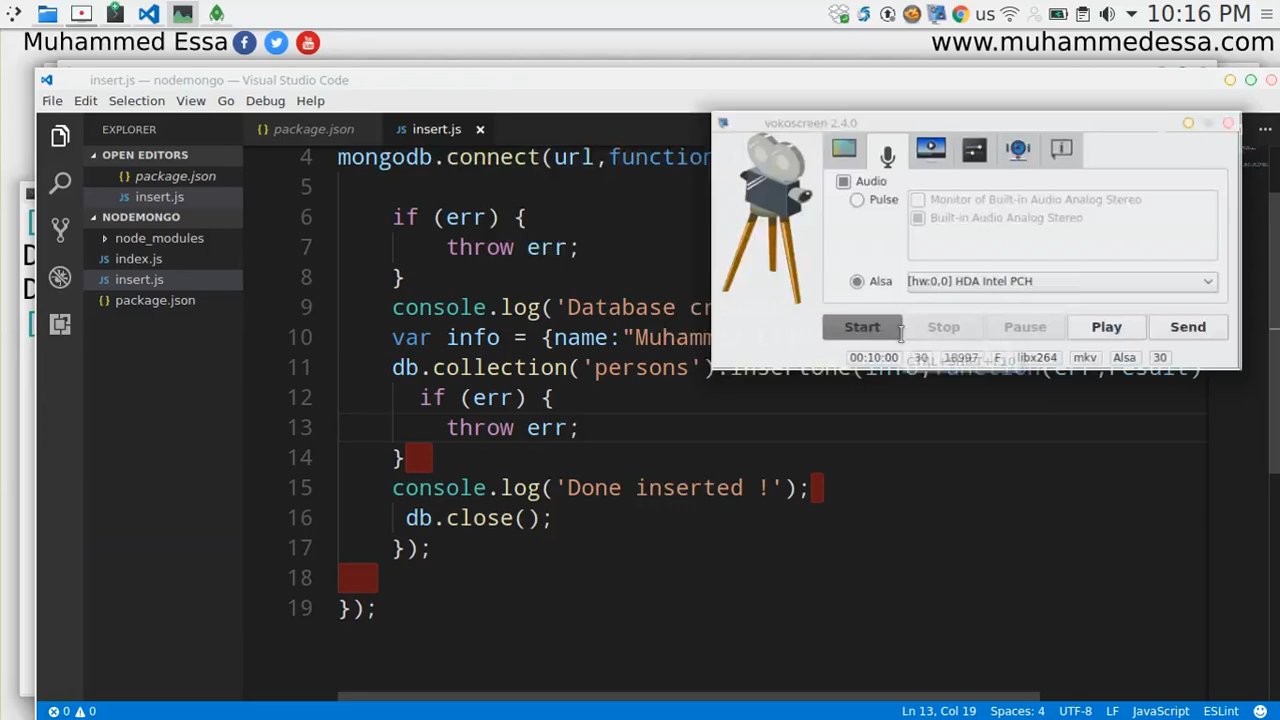 us
10:16 PM
Muhammed Essa
www.muhammedessa.com
insert.js — nodemongo — Visual Studio Code
File Edit Selection View Go Debug Help
EXPLORER
OPEN EDITORS
package.json
insert.js
NODEMONGO
node_modules
index.js
insert.js
package.json
package.json
insert.js
4 mongodb.connect(url,function
5
6 if (err) {
7 throw err;
8 }
9 console.log('Database cr
10 var info = {name:"Muhamm
11 db.collection('persons').insertOne(info,function(err,result)
12 if (err) {
13 throw err;
14 }
15 console.log('Done inserted !');
16 db.close();
17 });
18
19 });
vokoscreen 2.4.0
Audio
Pulse
Monitor of Built-in Audio Analog Stereo
Built-in Audio Analog Stereo
Alsa
[hw:0,0] HDA Intel PCH
Start Stop Pause Play Send
00:10:00 30 18997 F libx264 mkv Alsa 30
0 0
Ln 13, Col 19 Spaces: 4 UTF-8 LF JavaScript ESLint